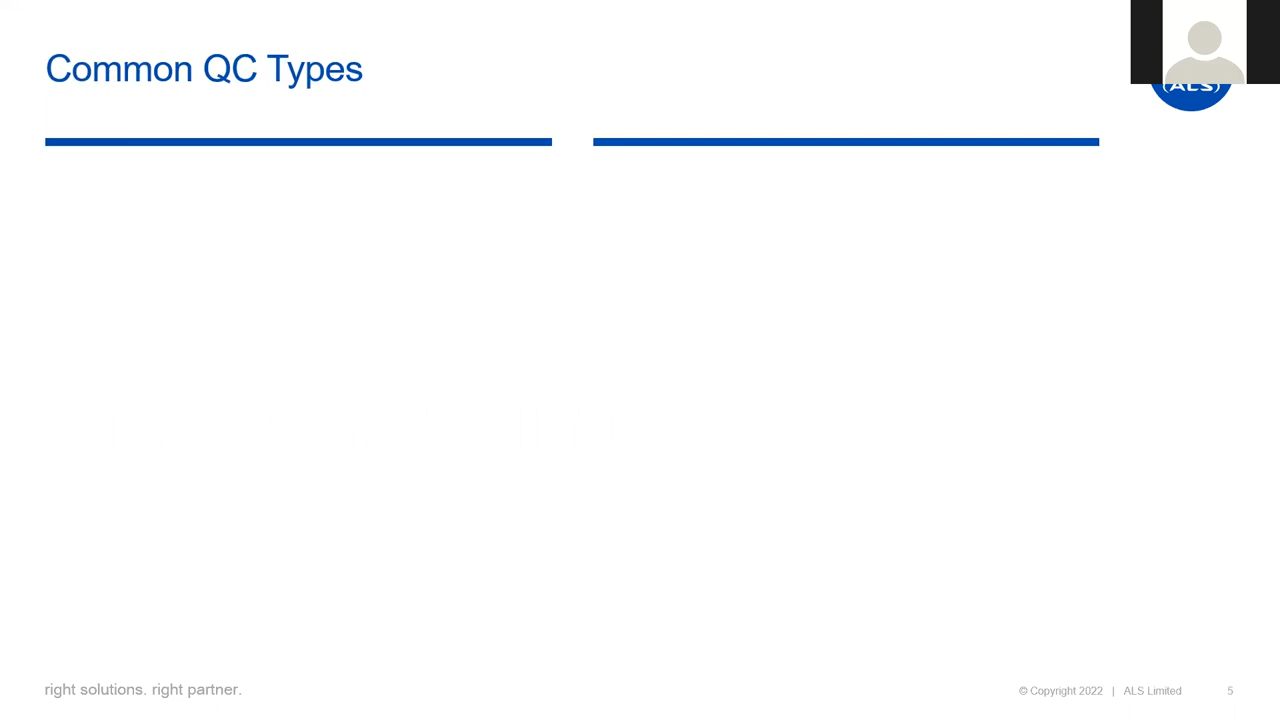 Common QC Types
(ALS)
right solutions. right partner.
© Copyright 2022 | ALS Limited 5